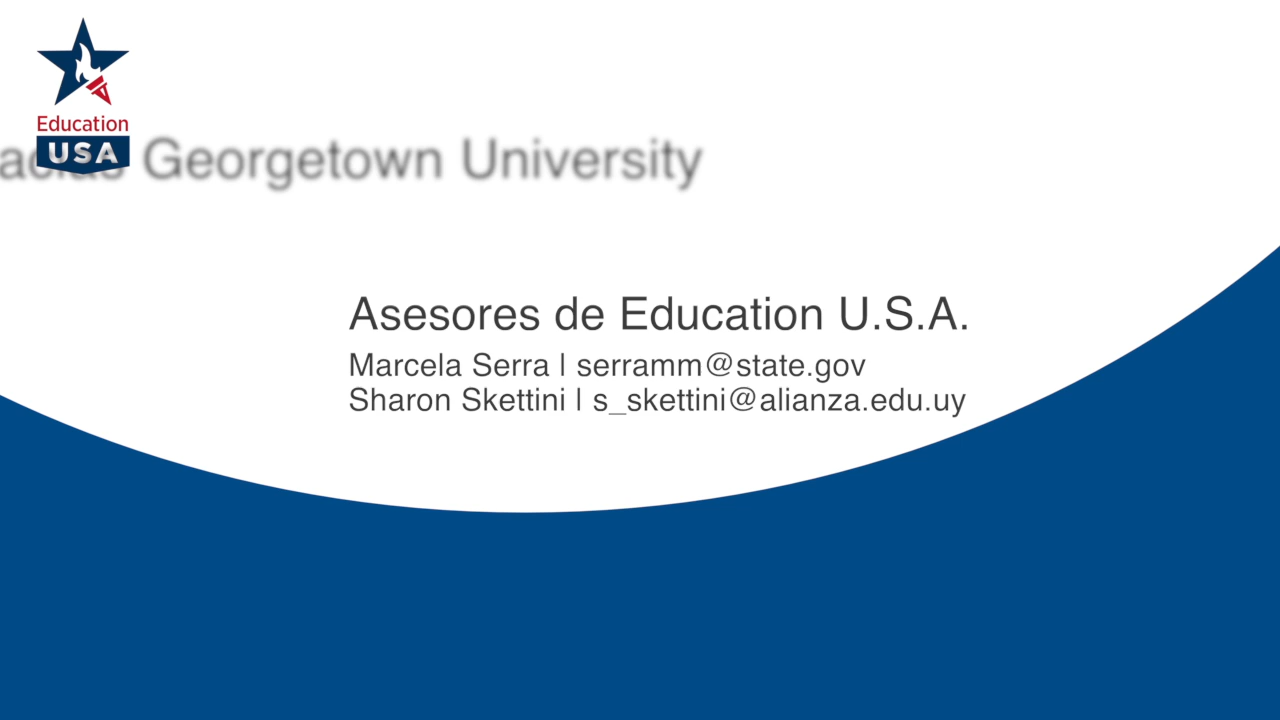 Education
USA
Georgetown University
Asesores de Education U.S.A.
Marcela Serra | serramm@state.gov
Sharon Skettini | s_skettini@alianza.edu.uy